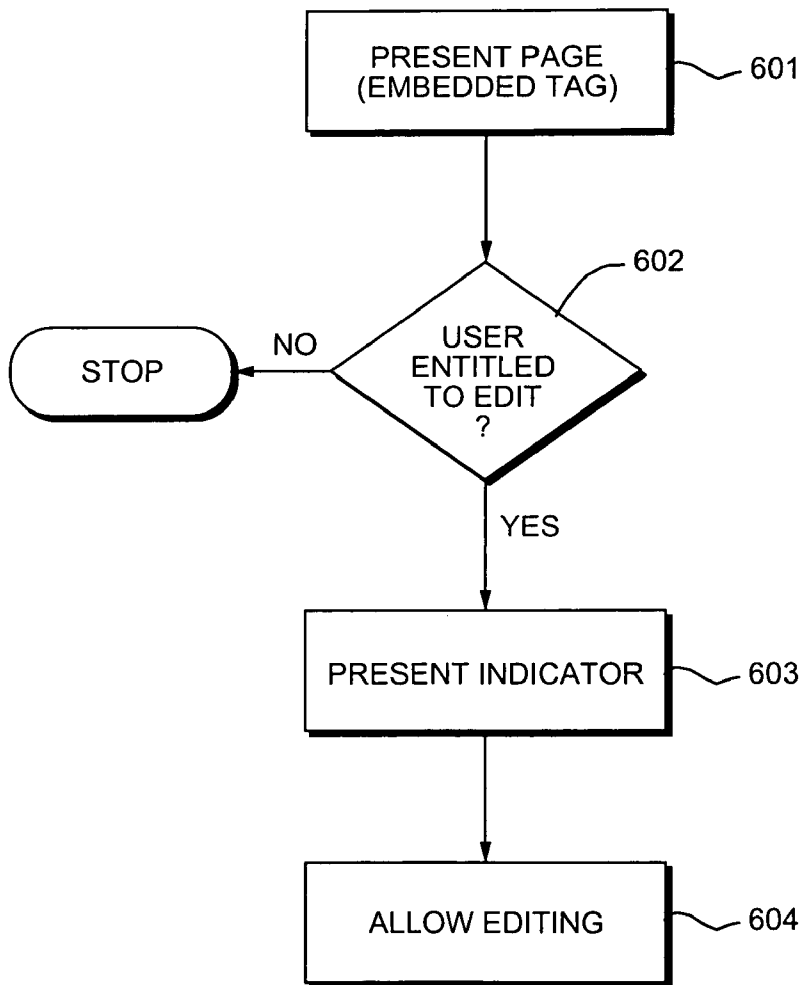 PRESENT PAGE
(EMBEDDED TAG)
601
602
USER
ENTITLED
TO EDIT
?
NO
STOP
YES
PRESENT INDICATOR
603
ALLOW EDITING
604